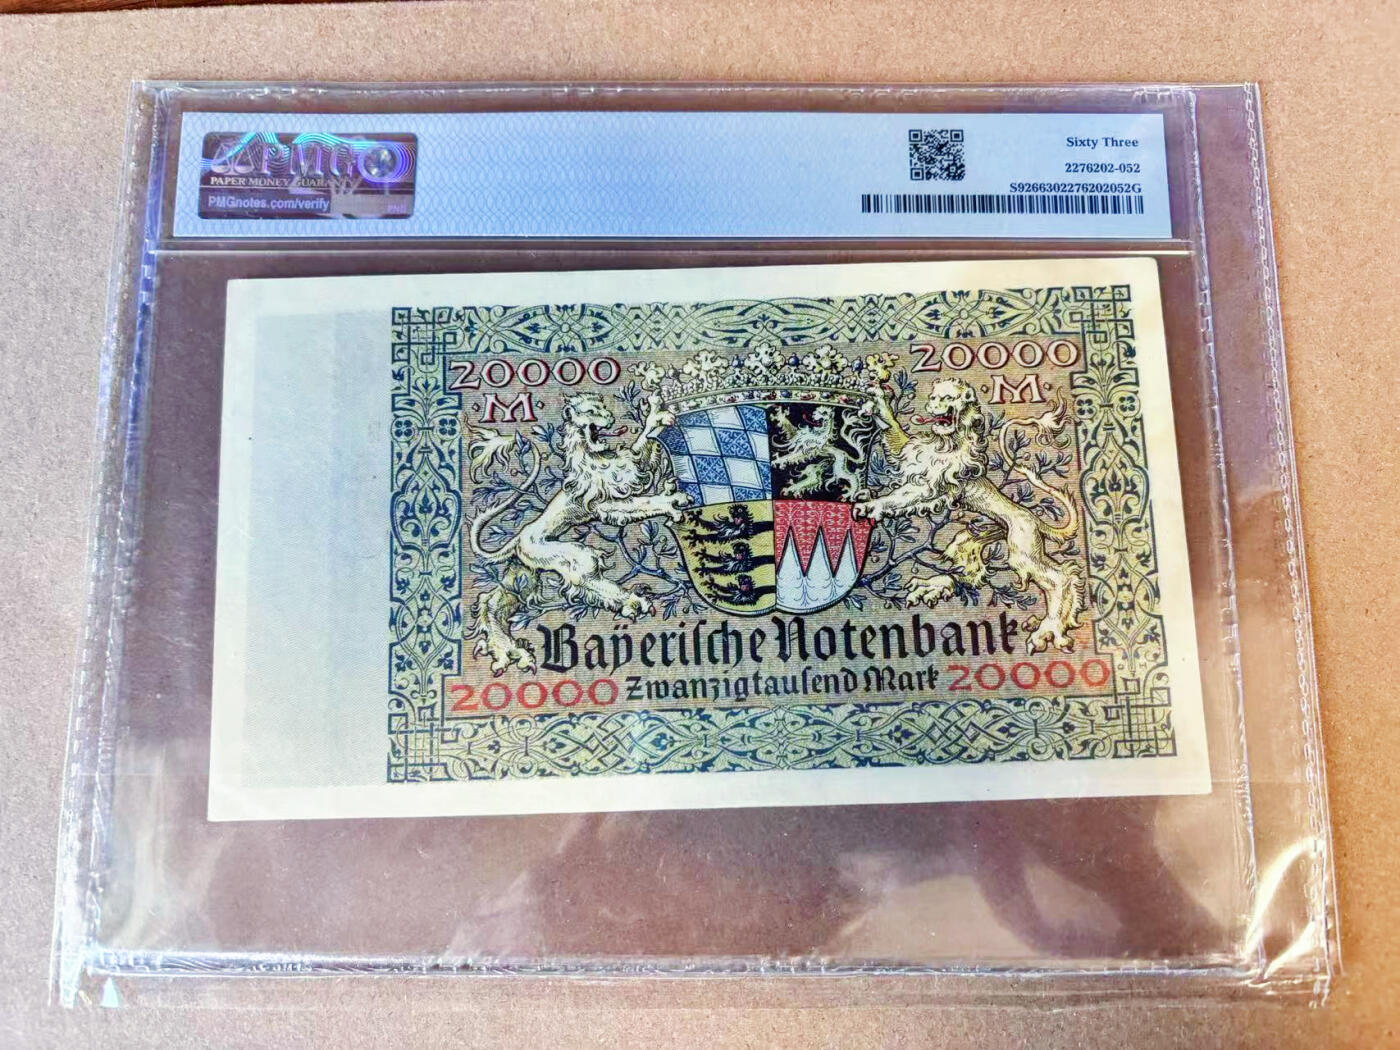 PMG
PAPER MONEY GUARANTY
PMGnotes.com/verify
Sixty Three
2276202-052
S9266302276202052G
20000
M
20000
M
Bayerische Notenbank
20000 Zwanzigtausend Mark 20000